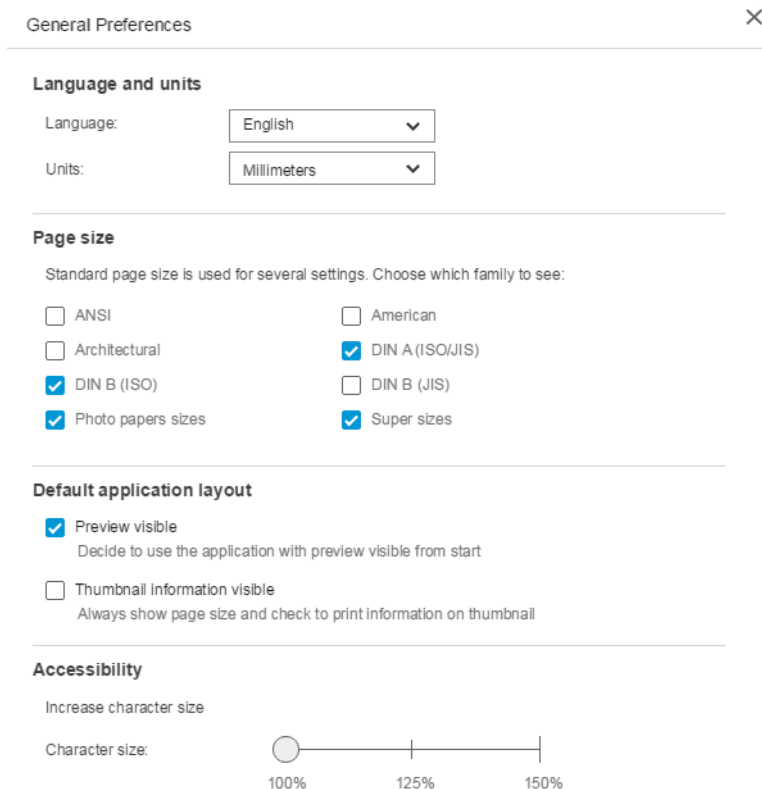 General Preferences
Language and units
Language: English
Units: Millimeters
Page size
Standard page size is used for several settings. Choose which family to see:
ANSI American
Architectural DIN A (ISO/JIS)
DIN B (ISO) DIN B (JIS)
Photo papers sizes Super sizes
Default application layout
Preview visible
Decide to use the application with preview visible from start
Thumbnail information visible
Always show page size and check to print information on thumbnail
Accessibility
Increase character size
Character size:
100% 125% 150%